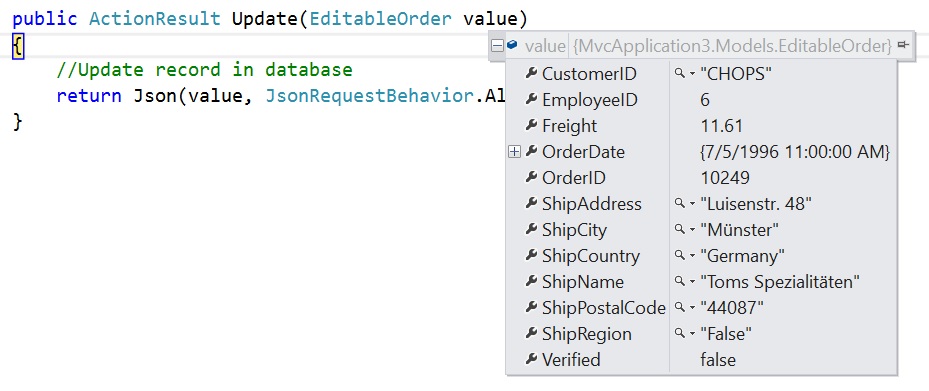 public ActionResult Update(EditableOrder value)
{
value {MvcApplication3.Models.EditableOrder}
//Update record in database
return Json(value, JsonRequestBehavior.Al
}
CustomerID "CHOPS"
EmployeeID 6
Freight 11.61
OrderDate {7/5/1996 11:00:00 AM}
OrderID 10249
ShipAddress "Luisenstr. 48"
ShipCity "Münster"
ShipCountry "Germany"
ShipName "Toms Spezialitäten"
ShipPostalCode "44087"
ShipRegion "False"
Verified false